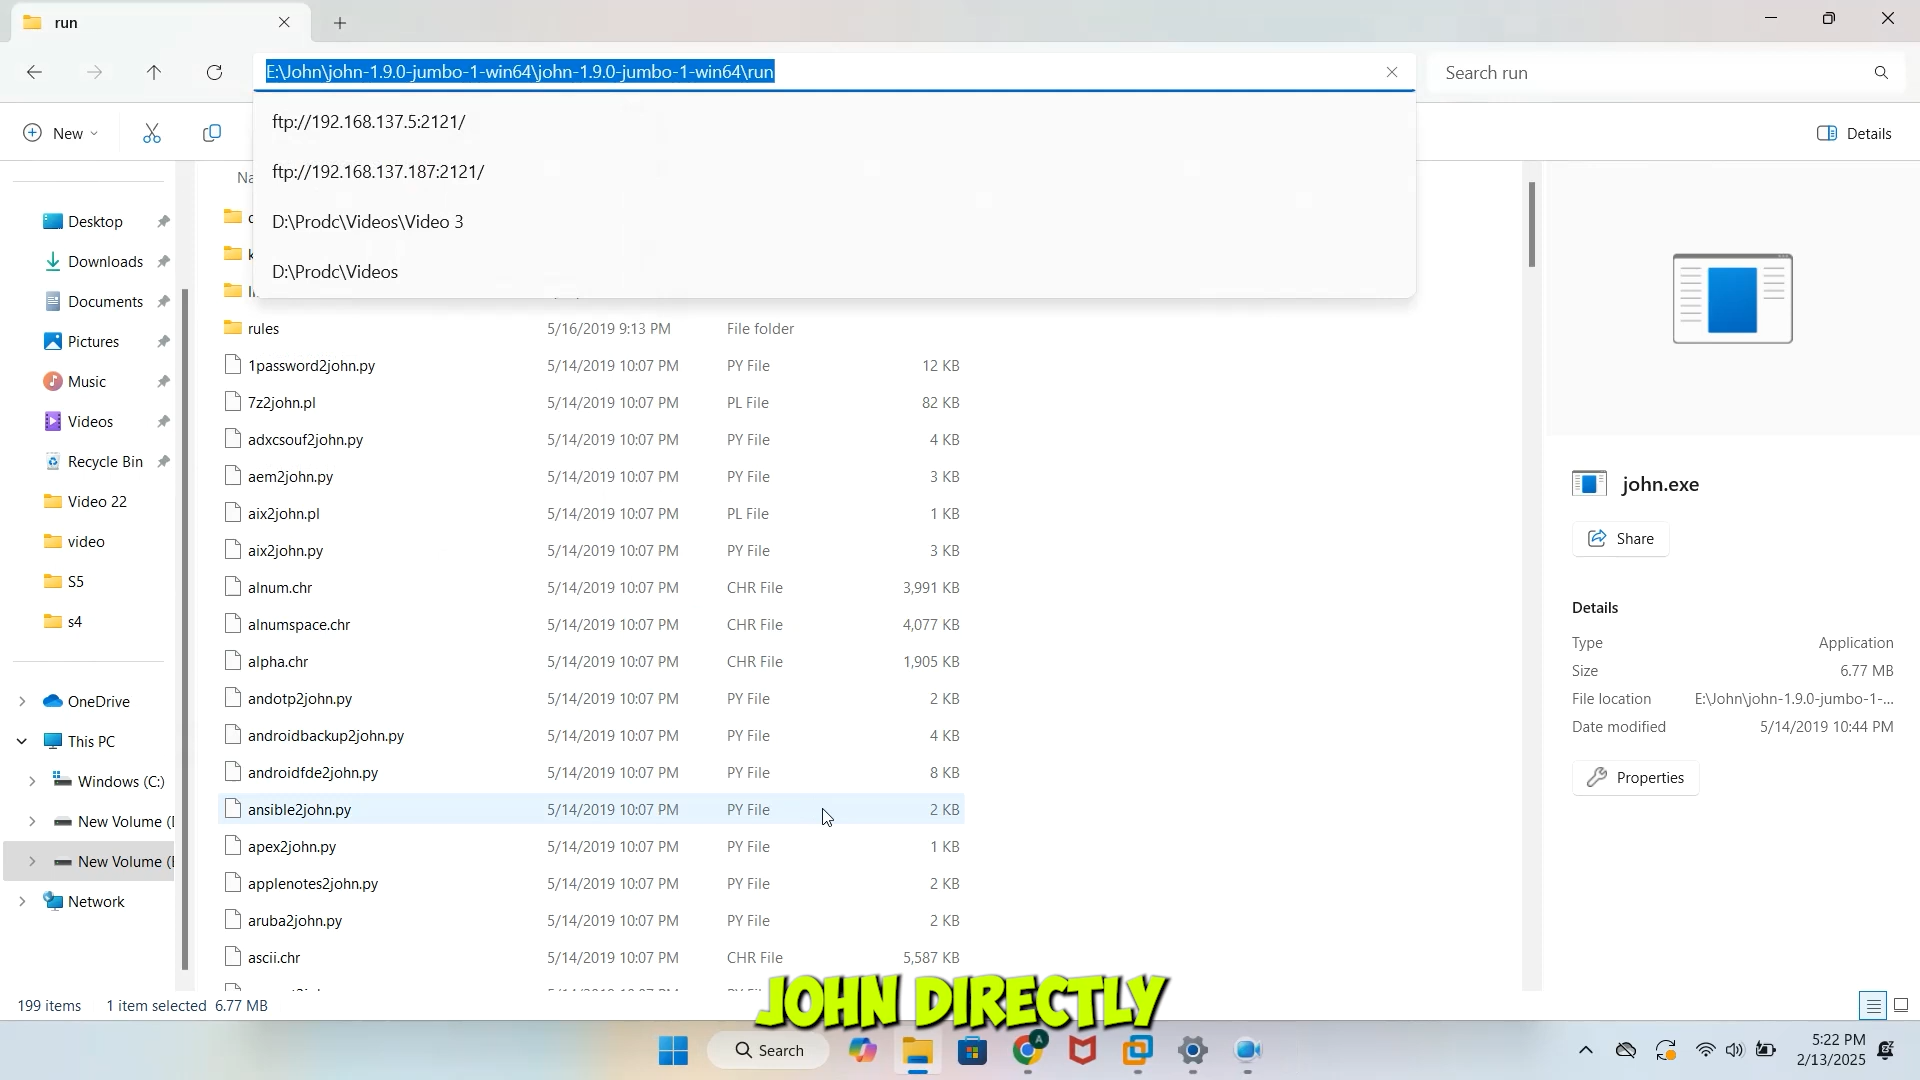 run
E:\John\john-1.9.0-jumbo-1-win64\john-1.9.0-jumbo-1-win64\run
Search run
ftp://192.168.137.5:2121/
ftp://192.168.137.187:2121/
D:\Prodc\Videos\Video 3
D:\Prodc\Videos
New
Details
Desktop
Downloads
Documents
Pictures
Music
Videos
Recycle Bin
Video 22
video
S5
s4
OneDrive
This PC
Windows (C:)
New Volume
New Volume
Network
rules 5/16/2019 9:13 PM File folder
1password2john.py 5/14/2019 10:07 PM PY File 12 KB
7z2john.pl 5/14/2019 10:07 PM PL File 82 KB
adxcsouf2john.py 5/14/2019 10:07 PM PY File 4 KB
aem2john.py 5/14/2019 10:07 PM PY File 3 KB
aix2john.pl 5/14/2019 10:07 PM PL File 1 KB
aix2john.py 5/14/2019 10:07 PM PY File 3 KB
alnum.chr 5/14/2019 10:07 PM CHR File 3,991 KB
alnumspace.chr 5/14/2019 10:07 PM CHR File 4,077 KB
alpha.chr 5/14/2019 10:07 PM CHR File 1,905 KB
andotp2john.py 5/14/2019 10:07 PM PY File 2 KB
androidbackup2john.py 5/14/2019 10:07 PM PY File 4 KB
androidfde2john.py 5/14/2019 10:07 PM PY File 8 KB
ansible2john.py 5/14/2019 10:07 PM PY File 2 KB
apex2john.py 5/14/2019 10:07 PM PY File 1 KB
applenotes2john.py 5/14/2019 10:07 PM PY File 2 KB
aruba2john.py 5/14/2019 10:07 PM PY File 2 KB
ascii.chr 5/14/2019 10:07 PM CHR File 5,587 KB
john.exe
Share
Details
Type Application
Size 6.77 MB
File location E:\John\john-1.9.0-jumbo-1-...
Date modified 5/14/2019 10:44 PM
Properties
JOHN DIRECTLY
199 items 1 item selected 6.77 MB
Search
5:22 PM
2/13/2025